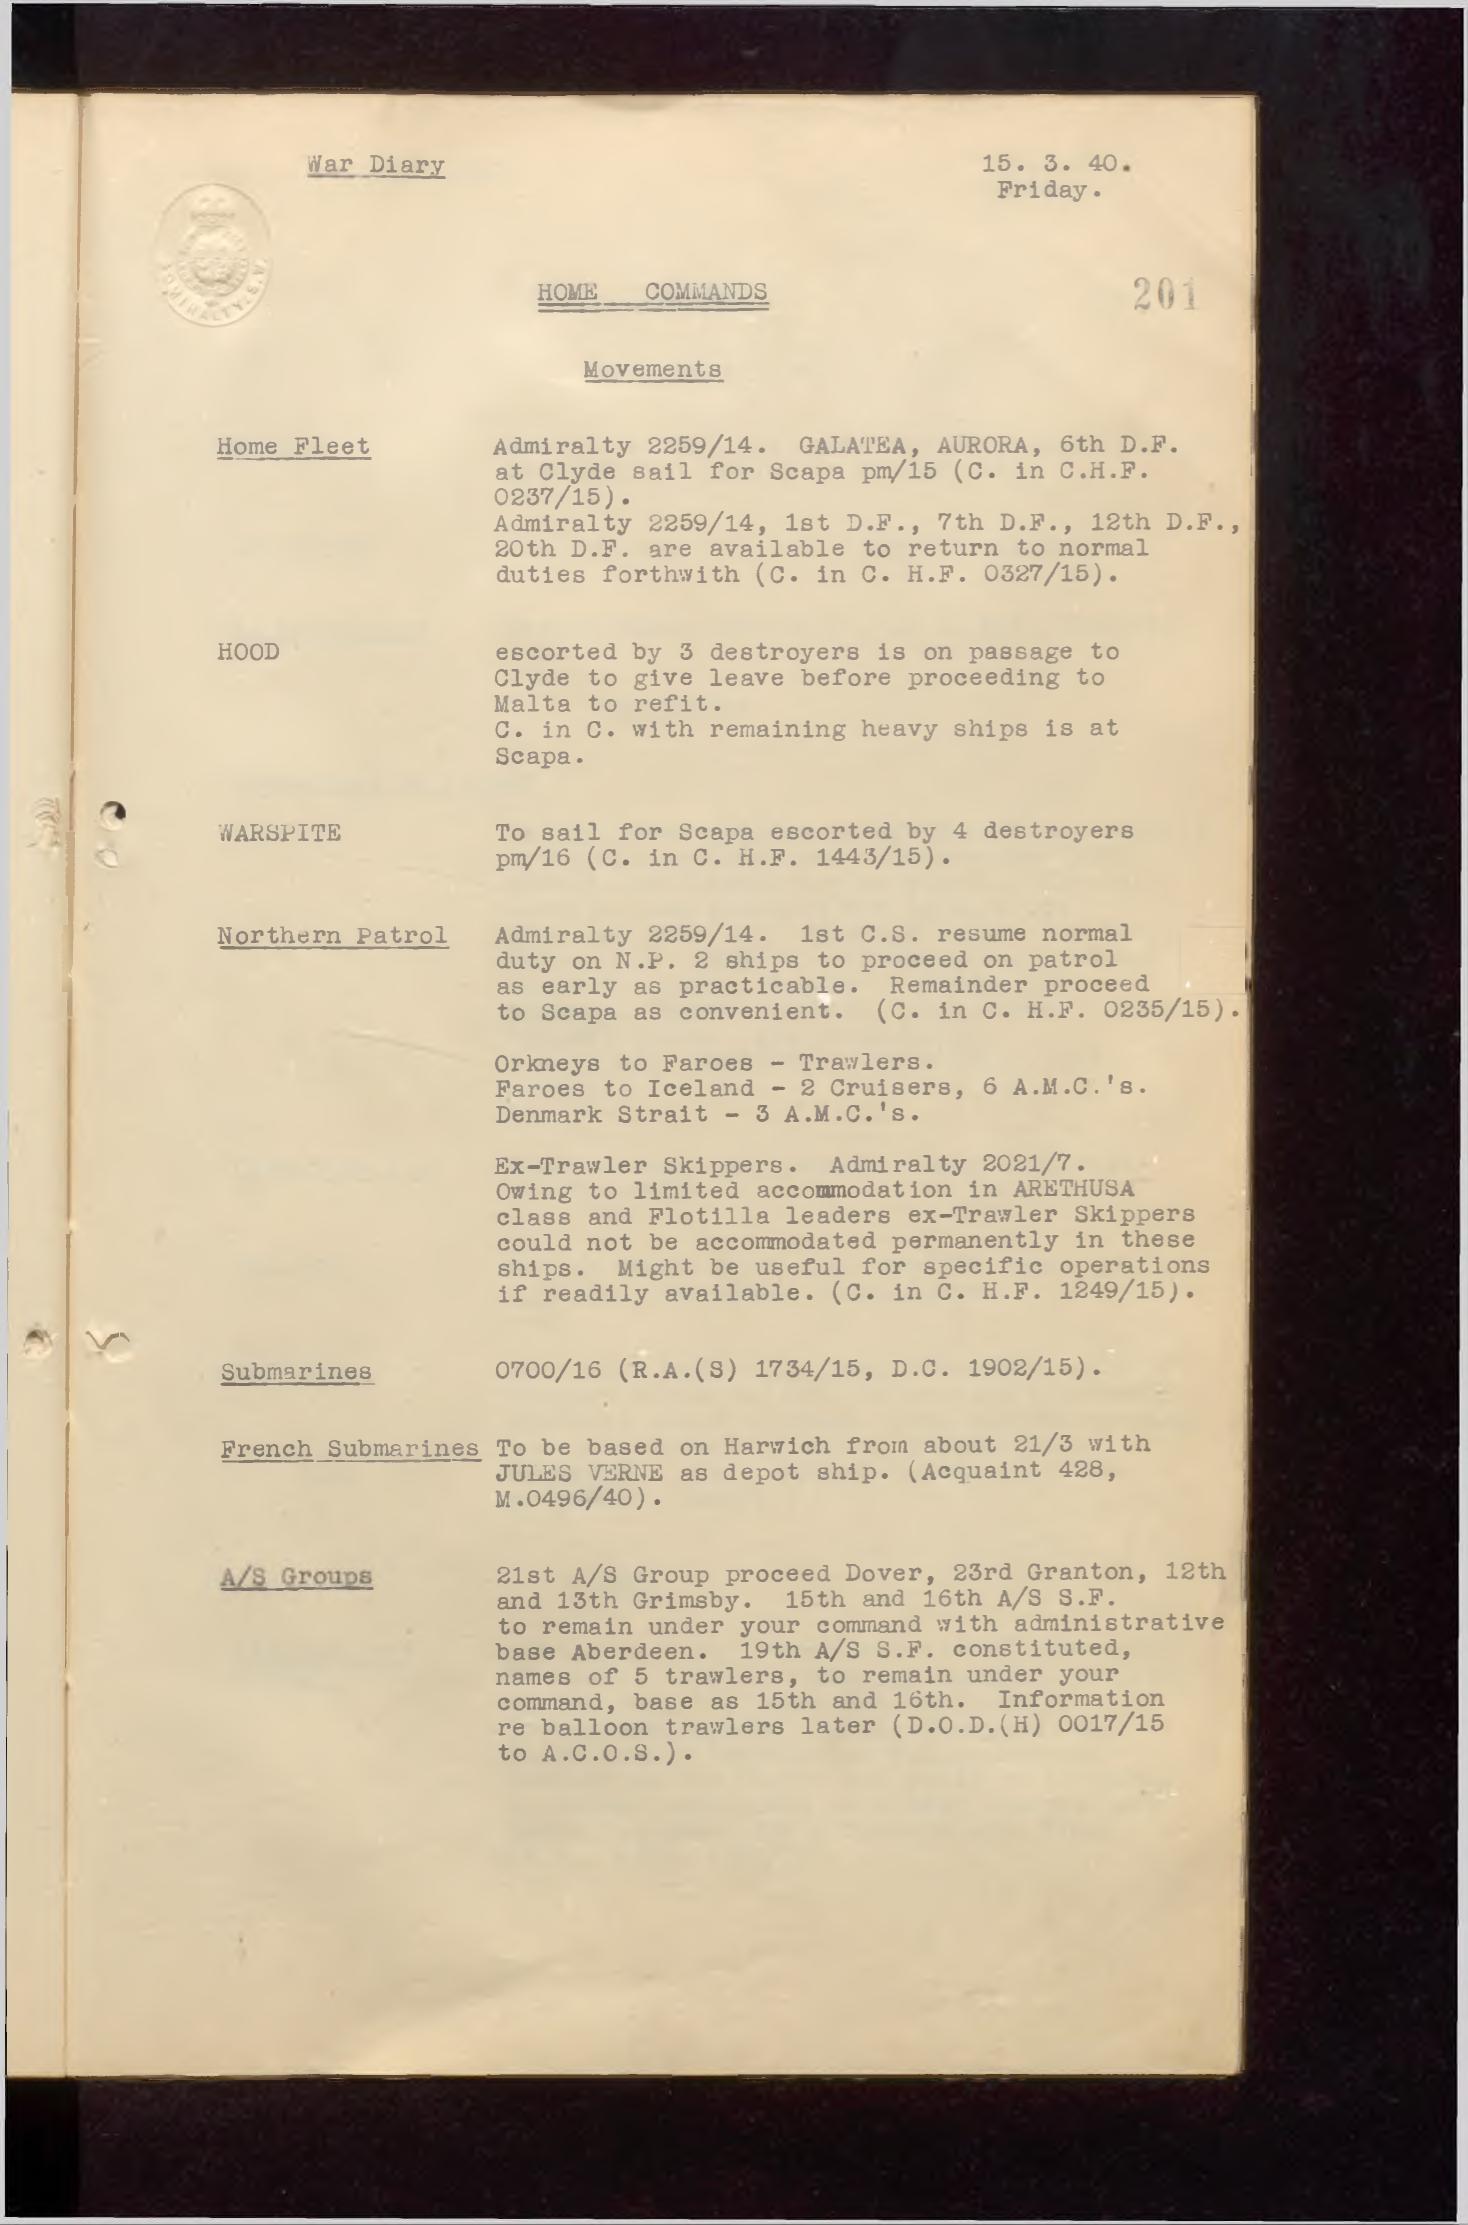 War Diary
15. 3. 40.
Friday.
ADMIRALTY.S.W.
HOME COMMANDS
201
Movements
Home Fleet Admiralty 2259/14. GALATEA, AURORA, 6th D.F.
at Clyde sail for Scapa pm/15 (C. in C.H.F.
0237/15).
Admiralty 2259/14, 1st D.F., 7th D.F., 12th D.F.,
20th D.F. are available to return to normal
duties forthwith (C. in C. H.F. 0327/15).
HOOD escorted by 3 destroyers is on passage to
Clyde to give leave before proceeding to
Malta to refit.
C. in C. with remaining heavy ships is at
Scapa.
WARSPITE To sail for Scapa escorted by 4 destroyers
pm/16 (C. in C. H.F. 1443/15).
Northern Patrol Admiralty 2259/14. 1st C.S. resume normal
duty on N.P. 2 ships to proceed on patrol
as early as practicable. Remainder proceed
to Scapa as convenient. (C. in C. H.F. 0235/15).
Orkneys to Faroes - Trawlers.
Faroes to Iceland - 2 Cruisers, 6 A.M.C.'s.
Denmark Strait - 3 A.M.C.'s.
Ex-Trawler Skippers. Admiralty 2021/7.
Owing to limited accommodation in ARETHUSA
class and Flotilla leaders ex-Trawler Skippers
could not be accommodated permanently in these
ships. Might be useful for specific operations
if readily available. (C. in C. H.F. 1249/15).
Submarines 0700/16 (R.A.(S) 1734/15, D.C. 1902/15).
French Submarines To be based on Harwich from about 21/3 with
JULES VERNE as depot ship. (Acquaint 428,
M.0496/40).
A/S Groups 21st A/S Group proceed Dover, 23rd Granton, 12th
and 13th Grimsby. 15th and 16th A/S S.F.
to remain under your command with administrative
base Aberdeen. 19th A/S S.F. constituted,
names of 5 trawlers, to remain under your
command, base as 15th and 16th. Information
re balloon trawlers later (D.O.D.(H) 0017/15
to A.C.O.S.).